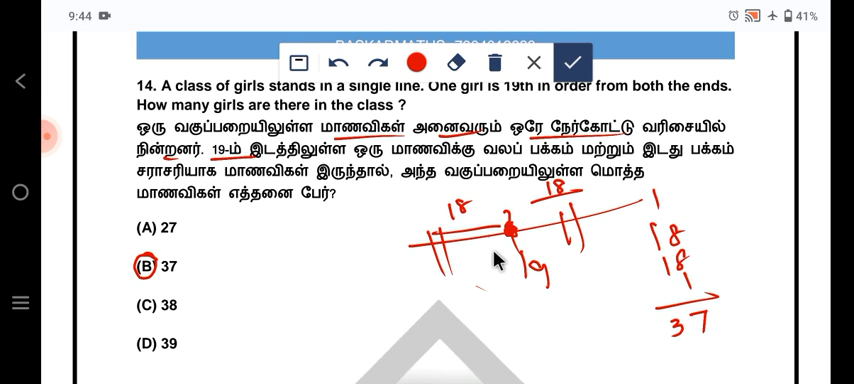 9:44
41%
14. A class of girls stands in a single line. One girl is 19th in order from both the ends.
How many girls are there in the class ?
ஒரு வகுப்பறையிலுள்ள மாணவிகள் அனைவரும் ஒரே நேர்கோட்டு வரிசையில்
நின்றனர். 19-ம் இடத்திலுள்ள ஒரு மாணவிக்கு வலப் பக்கம் மற்றும் இடது பக்கம்
சராசரியாக மாணவிகள் இருந்தால், அந்த வகுப்பறையிலுள்ள மொத்த
மாணவிகள் எத்தனை பேர்?
18
18
19
(A) 27
(B) 37
(C) 38
(D) 39
18
18
1
37